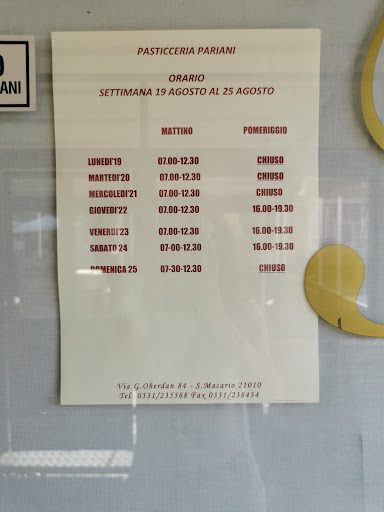 PASTICCERIA PARIANI
ORARIO
SETTIMANA 19 AGOSTO AL 25 AGOSTO
MATTINO POMERIGGIO
LUNEDI'19 07.00-12.30 CHIUSO
MARTEDI'20 07.00-12.30 CHIUSO
MERCOLEDI'21 07.00-12.30 CHIUSO
GIOVEDI'22 07.00-12.30 16.00-19.30
VENERDI'23 07.00-12.30 16.00-19.30
SABATO 24 07-00-12.30 16.00-19.30
DOMENICA 25 07-30-12.30 CHIUSO
Via G.Oberdan 84 - S.Macario 21010
Tel: 0331/235568 Fax 0331/238434
O
ANI